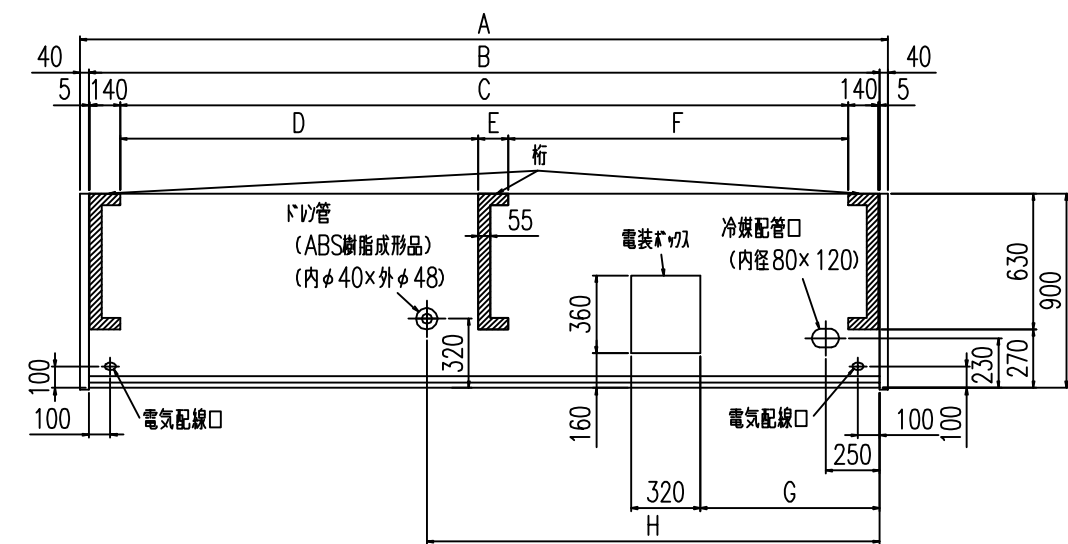 A
40
B
40
5
140
C
140
5
D
E
F
桁
ドレン管
(ABS樹脂成形品)
(内φ40×外φ48)
55
電装ボックス
冷媒配管口
(内径80×120)
630
900
360
320
230
270
100
100
電気配線口
160
電気配線口
100
100
250
320
G
H